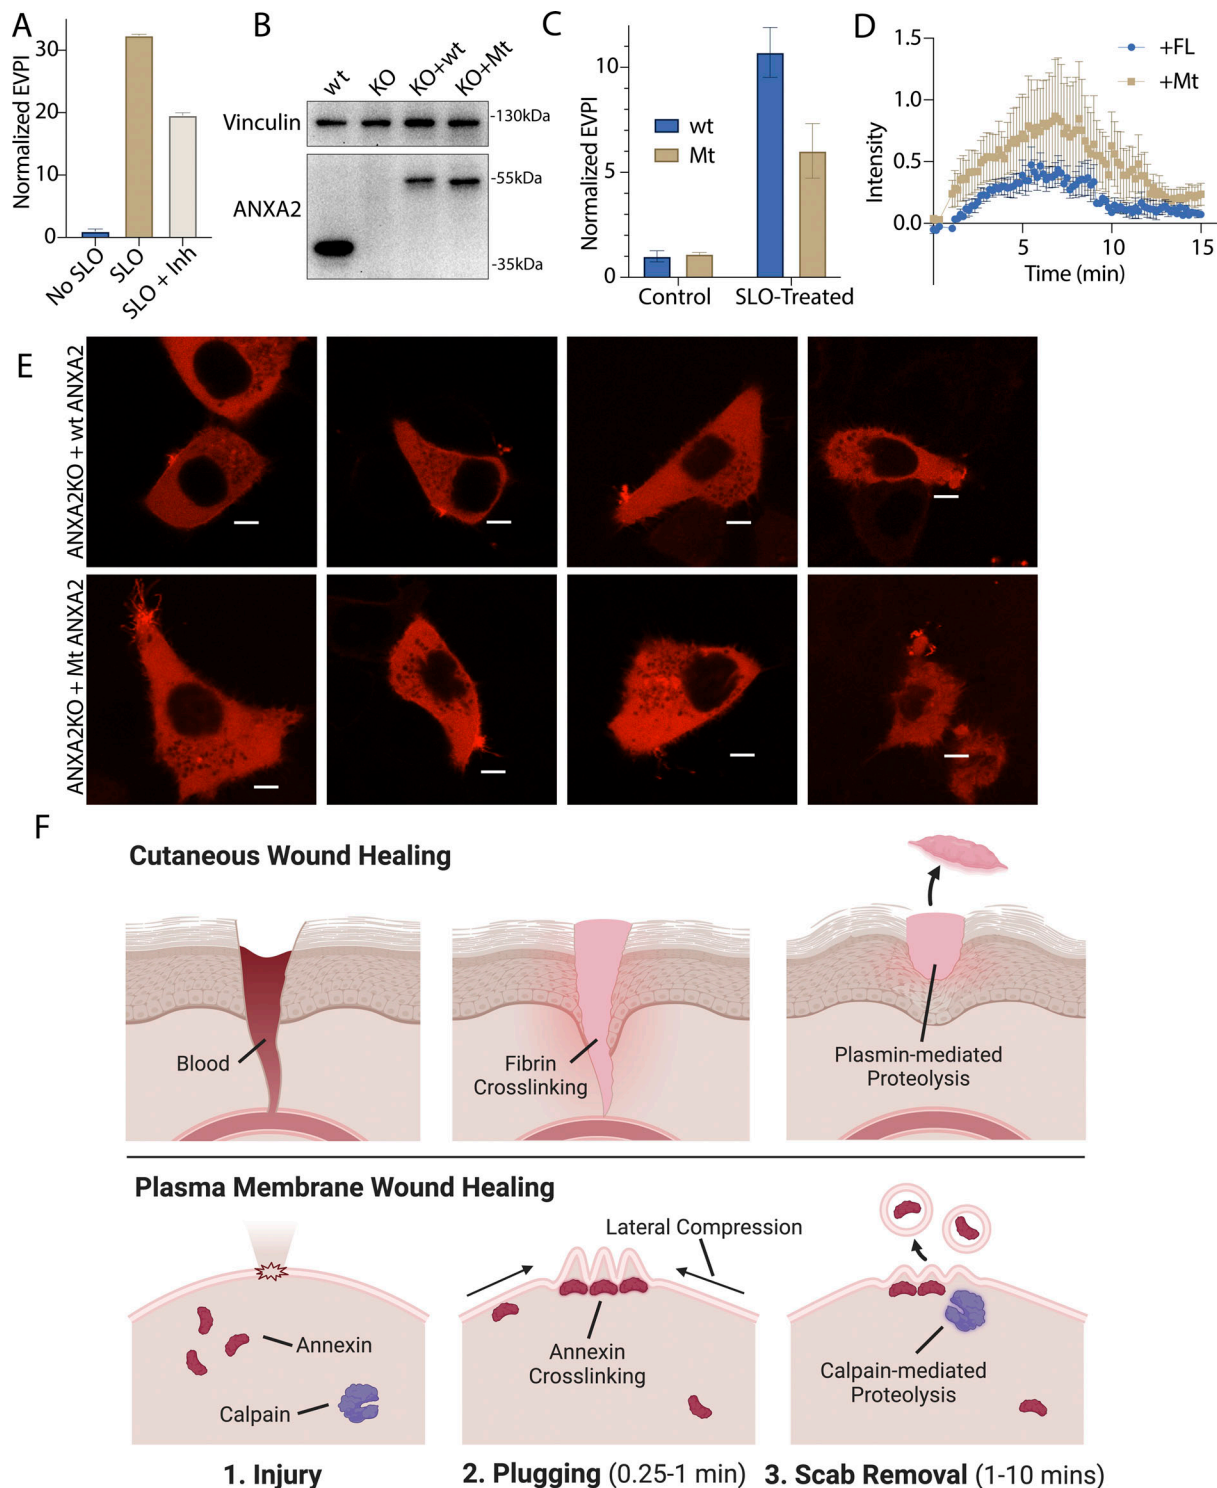 A
Normalized EVPI
30
20
10
0
No SLO
SLO
SLO + Inh
B
wt
KO
KO+wt
KO+Mt
Vinculin
-130kDa
ANXA2
-55kDa
-35kDa
C
Normalized EVPI
10
5
0
wt
Mt
Control
SLO-Treated
D
Intensity
1.5
1.0
0.5
0.0
+FL
+Mt
5
10
15
Time (min)
E
ANXA2KO + wt ANXA2
ANXA2KO + Mt ANXA2
F
Cutaneous Wound Healing
Blood
Fibrin
Crosslinking
Plasmin-mediated
Proteolysis
Plasma Membrane Wound Healing
Lateral Compression
Annexin
Calpain
Annexin
Crosslinking
Calpain-mediated
Proteolysis
1. Injury
2. Plugging (0.25-1 min)
3. Scab Removal (1-10 mins)